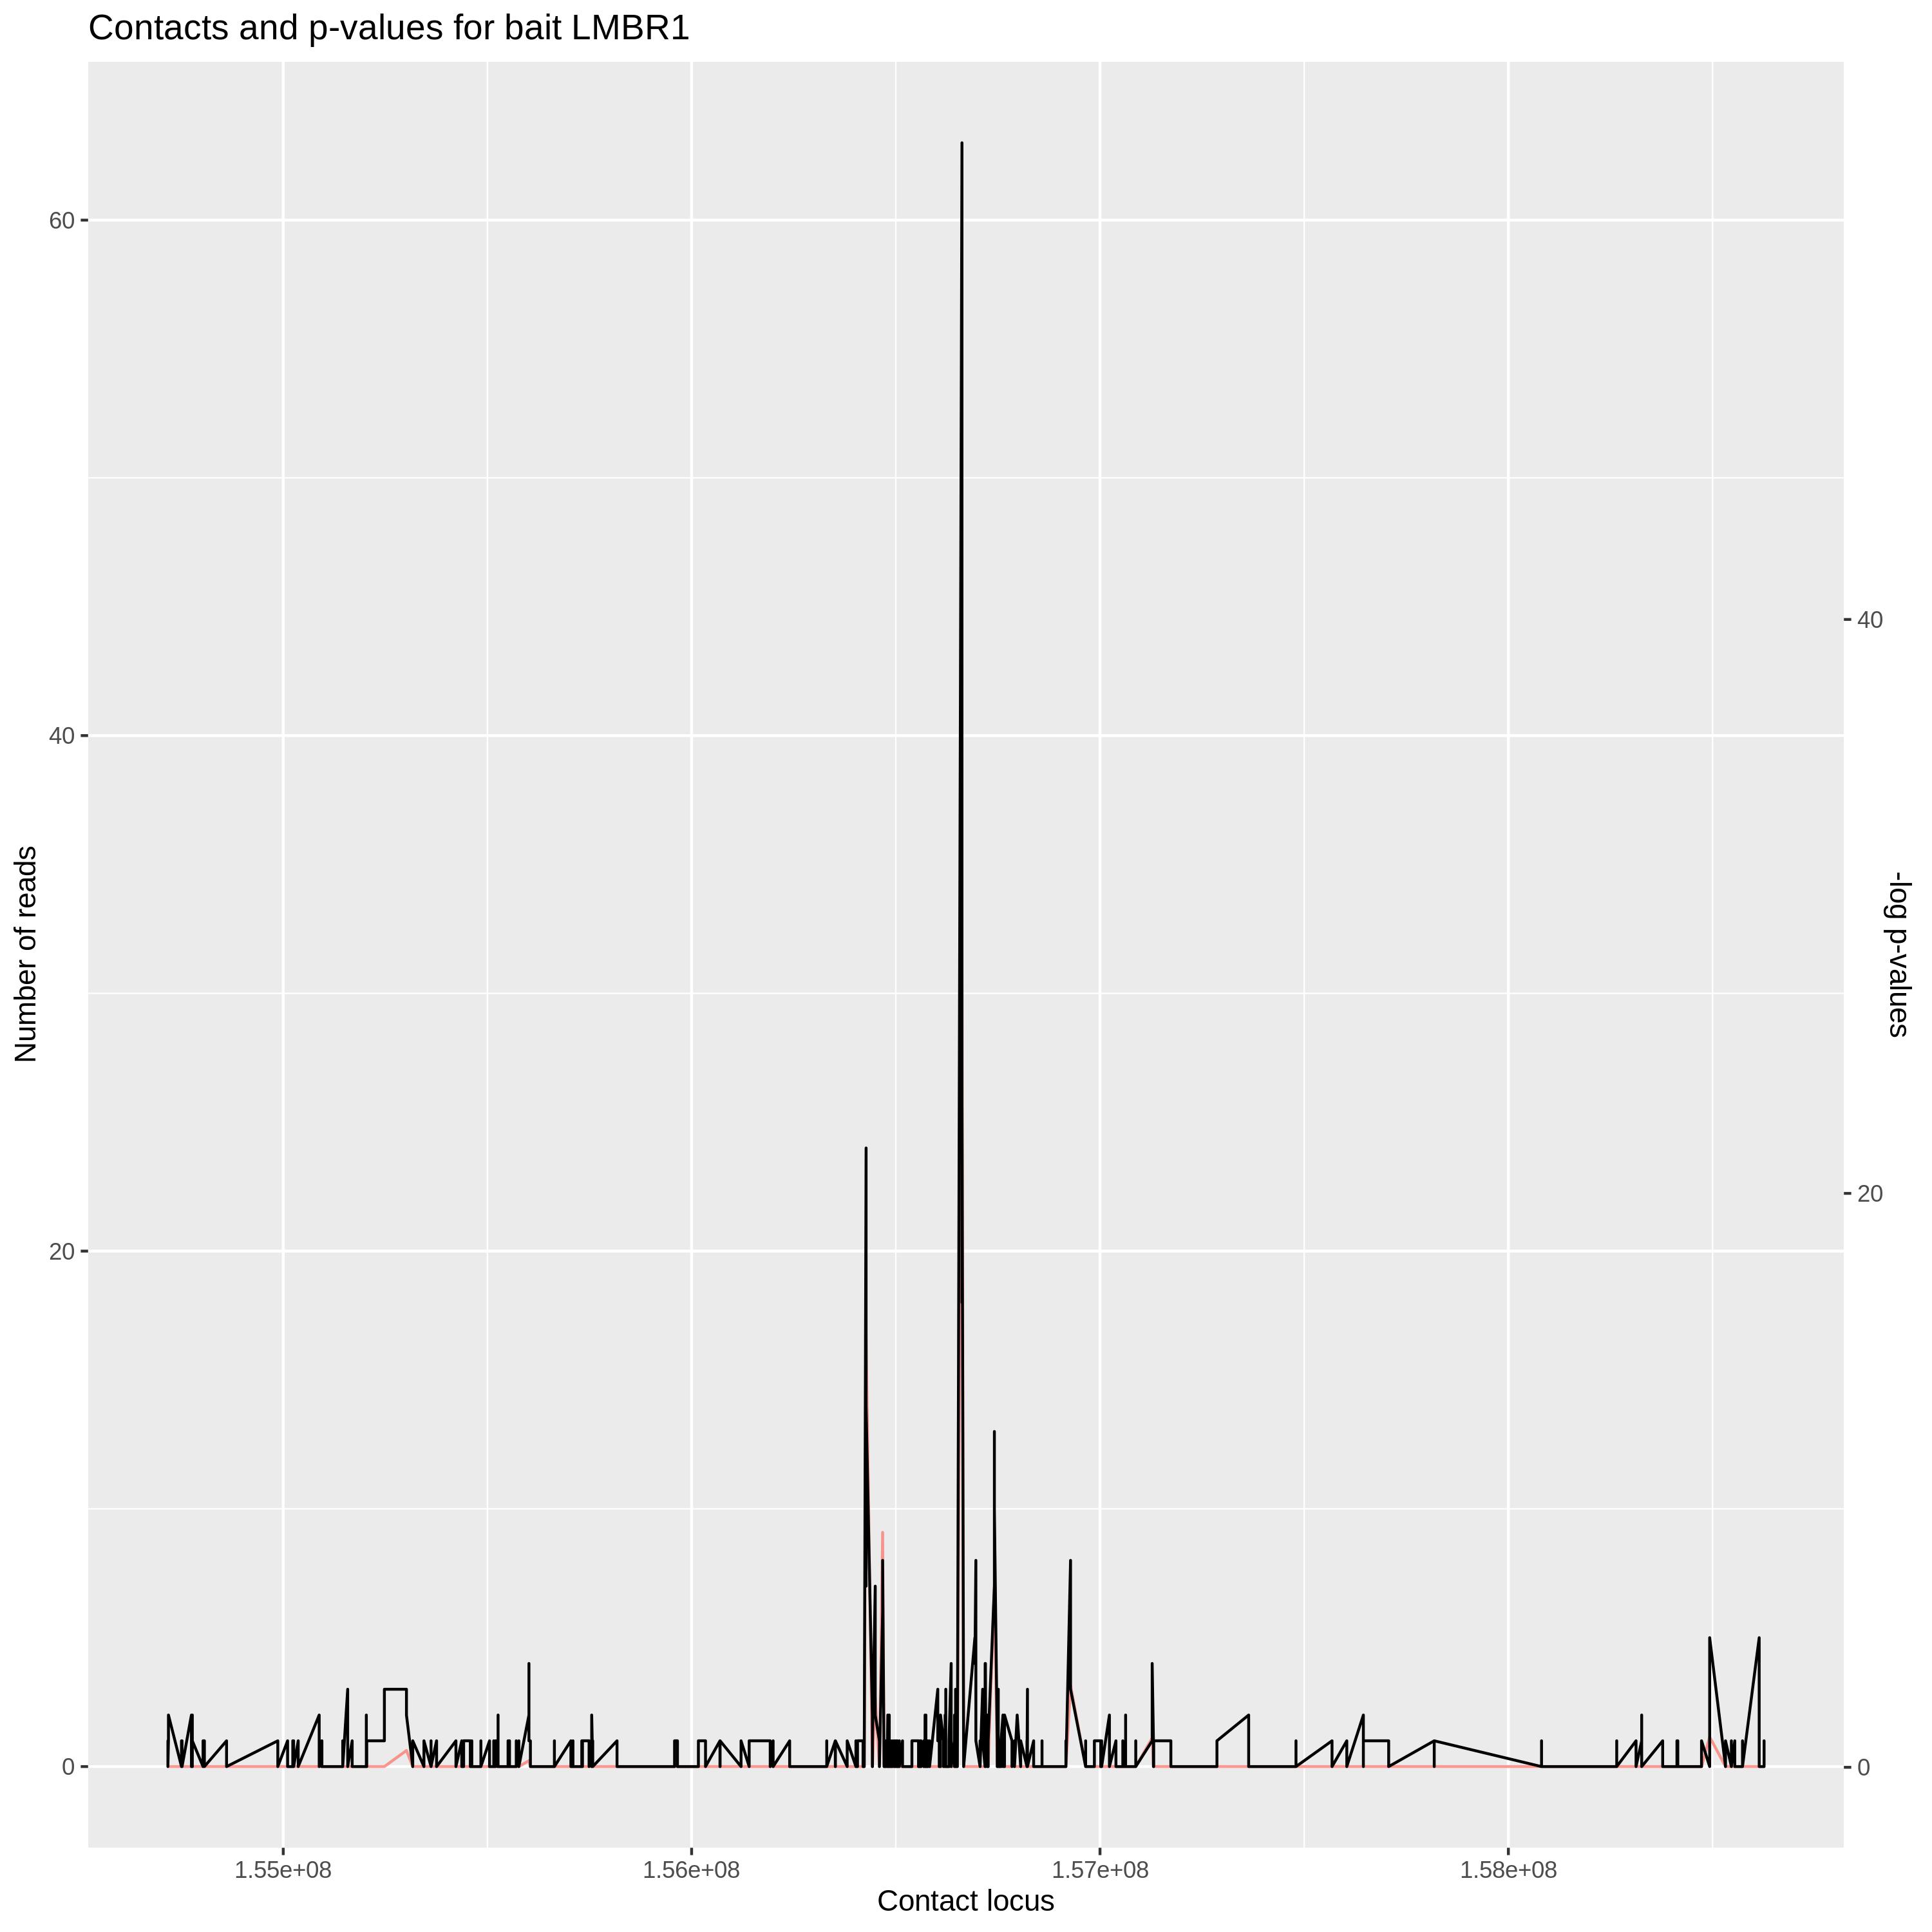 Contacts and p-values for bait LMBR1
60
40
20
0
Number of reads
40
20
0
-log p-values
1.55e+08
1.56e+08
1.57e+08
1.58e+08
Contact locus